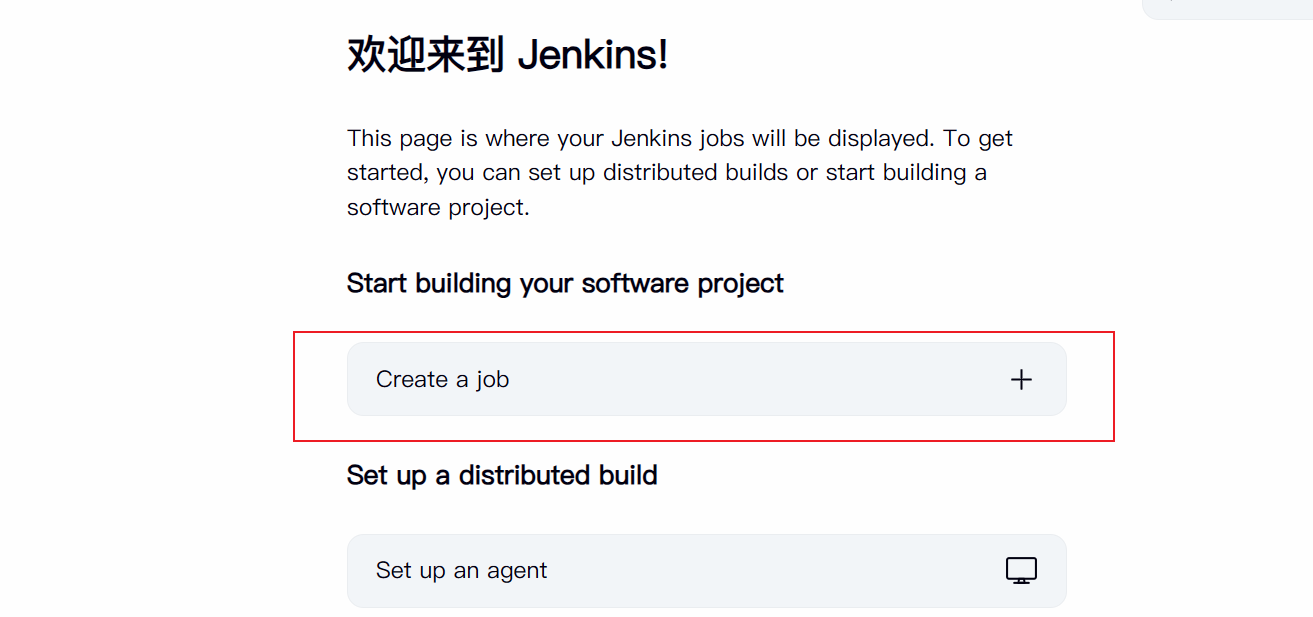 欢迎来到 Jenkins!
This page is where your Jenkins jobs will be displayed. To get
started, you can set up distributed builds or start building a
software project.
Start building your software project
Create a job
Set up a distributed build
Set up an agent